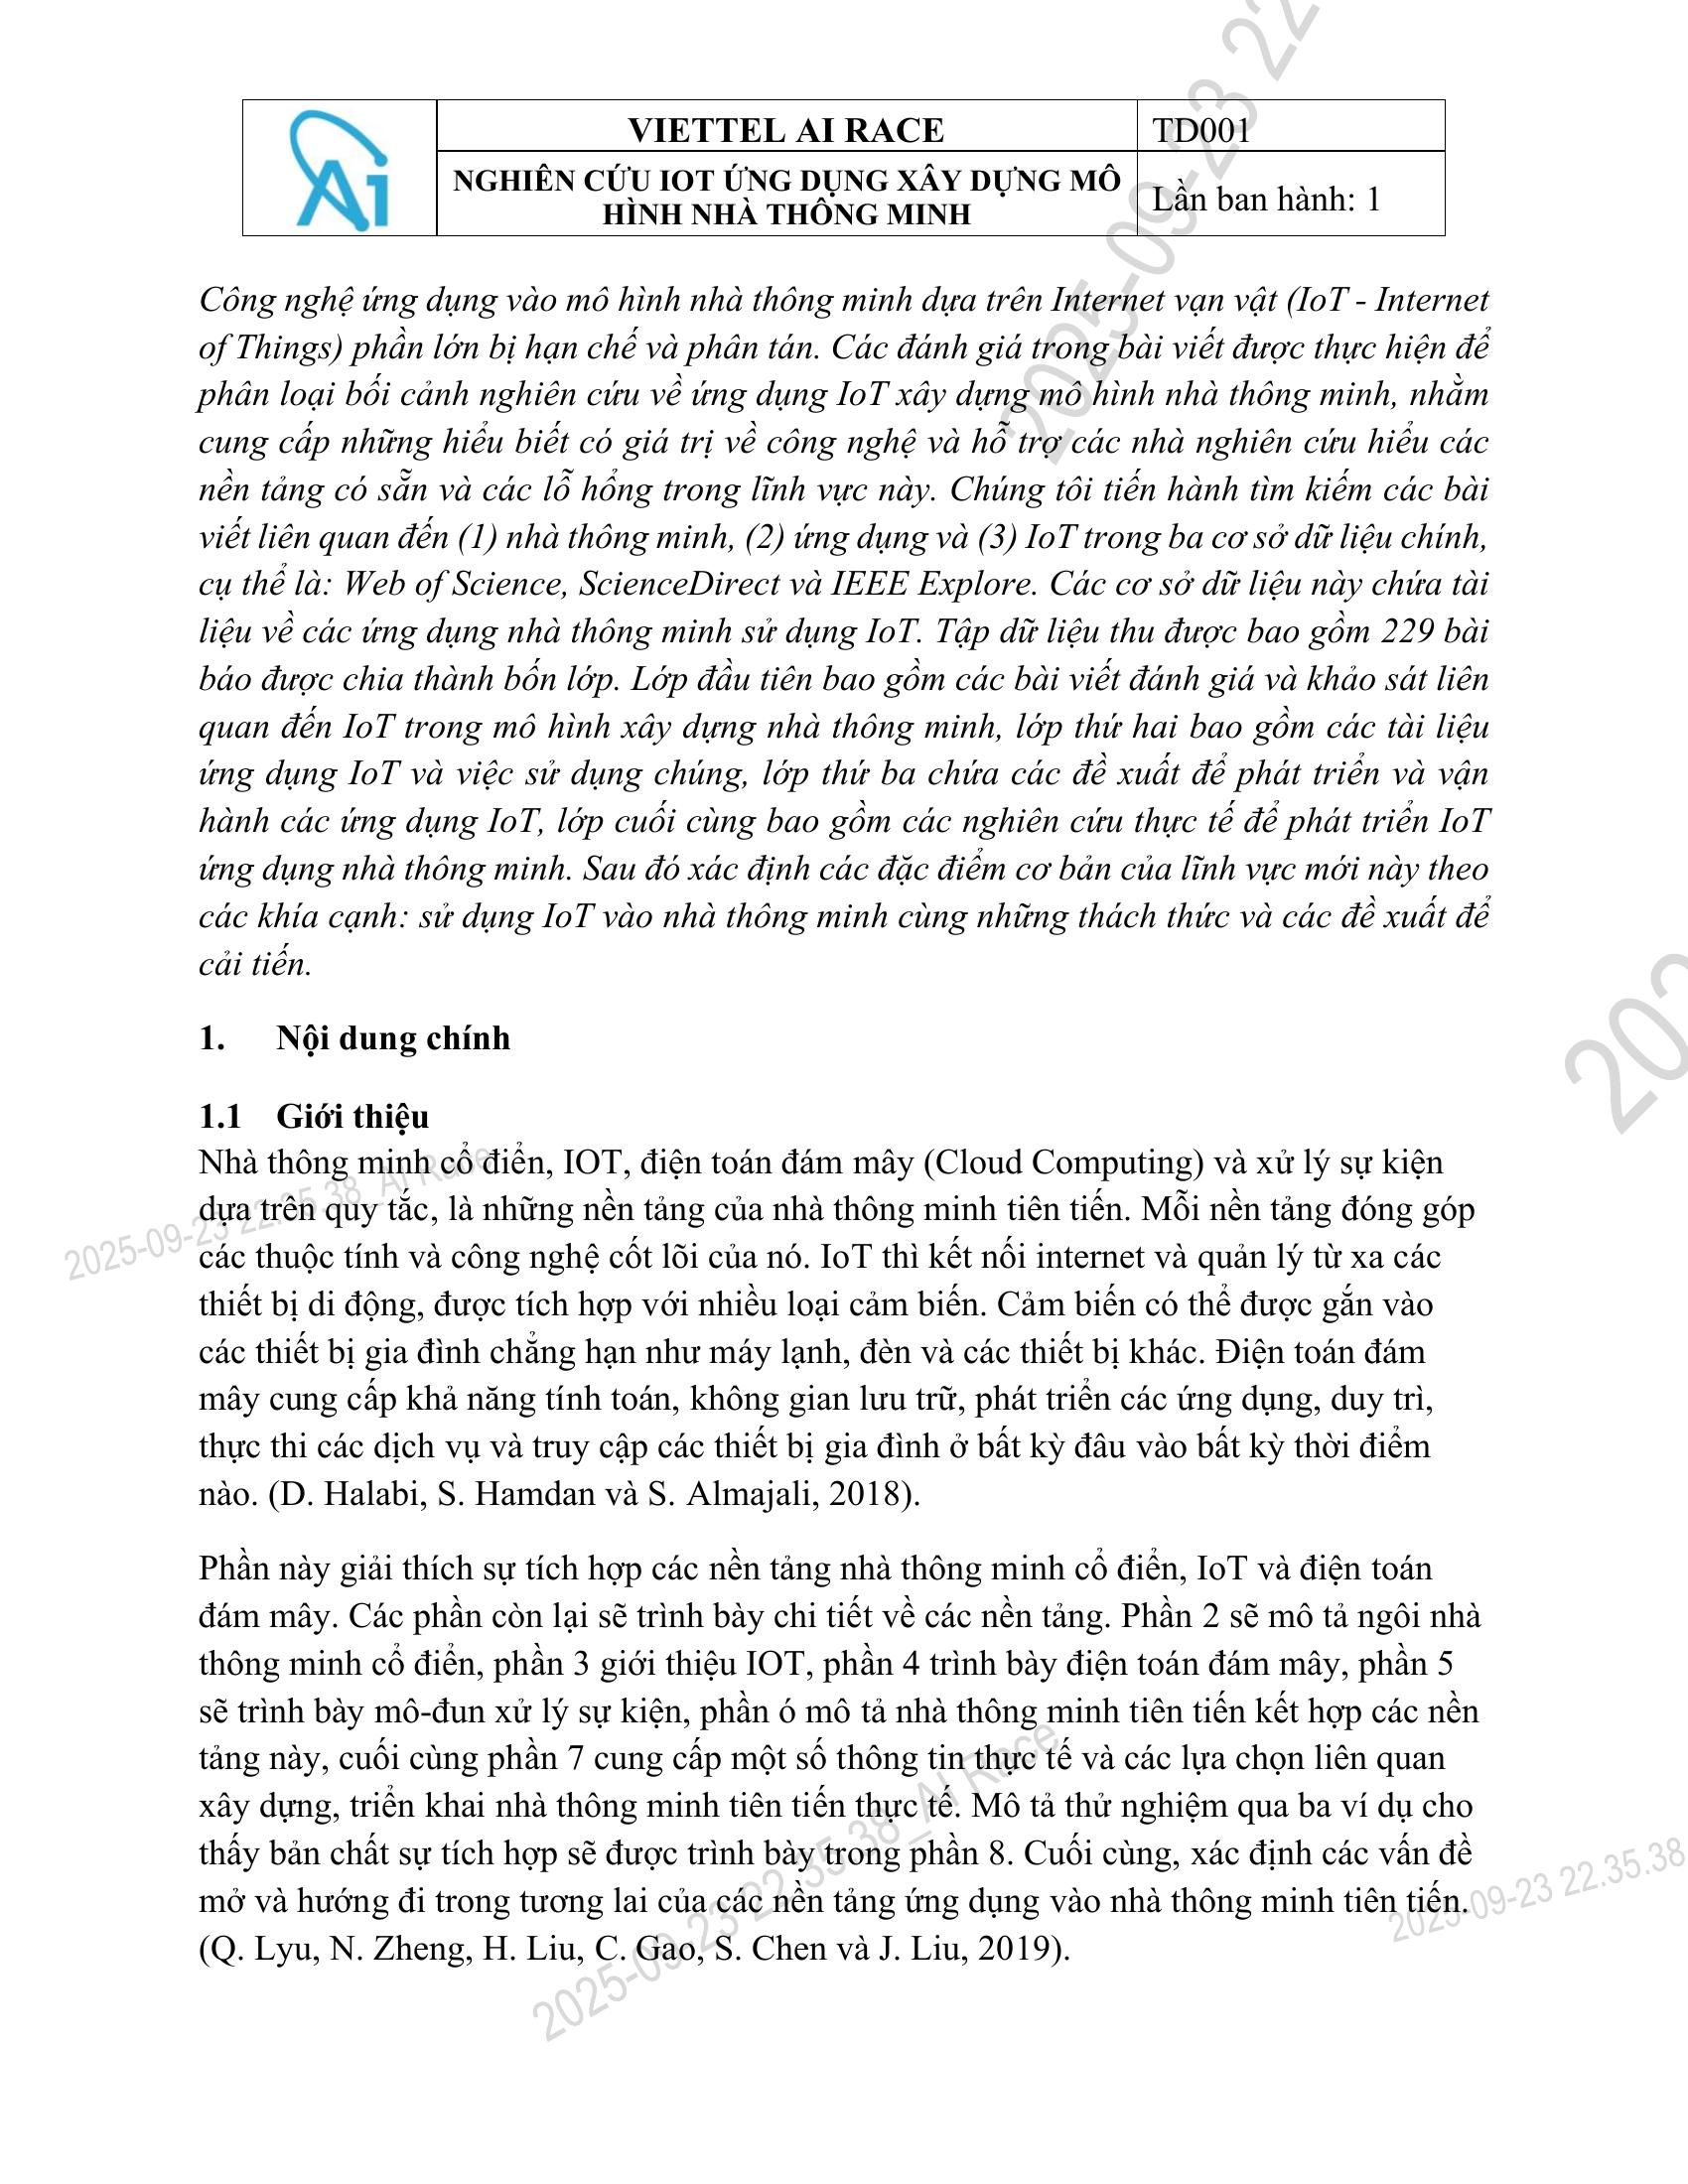 Ai
VIETTEL AI RACE
TD001
NGHIÊN CỨU IOT ỨNG DỤNG XÂY DỰNG MÔ
HÌNH NHÀ THÔNG MINH
Lần ban hành: 1
Công nghệ ứng dụng vào mô hình nhà thông minh dựa trên Internet vạn vật (IoT - Internet
of Things) phần lớn bị hạn chế và phân tán. Các đánh giá trong bài viết được thực hiện để
phân loại bối cảnh nghiên cứu về ứng dụng IoT xây dựng mô hình nhà thông minh, nhằm
cung cấp những hiểu biết có giá trị về công nghệ và hỗ trợ các nhà nghiên cứu hiểu các
nền tảng có sẵn và các lỗ hổng trong lĩnh vực này. Chúng tôi tiến hành tìm kiếm các bài
viết liên quan đến (1) nhà thông minh, (2) ứng dụng và (3) IoT trong ba cơ sở dữ liệu chính,
cụ thể là: Web of Science, ScienceDirect và IEEE Explore. Các cơ sở dữ liệu này chứa tài
liệu về các ứng dụng nhà thông minh sử dụng IoT. Tập dữ liệu thu được bao gồm 229 bài
báo được chia thành bốn lớp. Lớp đầu tiên bao gồm các bài viết đánh giá và khảo sát liên
quan đến IoT trong mô hình xây dựng nhà thông minh, lớp thứ hai bao gồm các tài liệu
ứng dụng IoT và việc sử dụng chúng, lớp thứ ba chứa các đề xuất để phát triển và vận
hành các ứng dụng IoT, lớp cuối cùng bao gồm các nghiên cứu thực tế để phát triển IoT
ứng dụng nhà thông minh. Sau đó xác định các đặc điểm cơ bản của lĩnh vực mới này theo
các khía cạnh: sử dụng IoT vào nhà thông minh cùng những thách thức và các đề xuất để
cải tiến.
1. Nội dung chính
1.1 Giới thiệu
Nhà thông minh cổ điển, IOT, điện toán đám mây (Cloud Computing) và xử lý sự kiện
dựa trên quy tắc, là những nền tảng của nhà thông minh tiên tiến. Mỗi nền tảng đóng góp
các thuộc tính và công nghệ cốt lõi của nó. IoT thì kết nối internet và quản lý từ xa các
thiết bị di động, được tích hợp với nhiều loại cảm biến. Cảm biến có thể được gắn vào
các thiết bị gia đình chẳng hạn như máy lạnh, đèn và các thiết bị khác. Điện toán đám
mây cung cấp khả năng tính toán, không gian lưu trữ, phát triển các ứng dụng, duy trì,
thực thi các dịch vụ và truy cập các thiết bị gia đình ở bất kỳ đâu vào bất kỳ thời điểm
nào. (D. Halabi, S. Hamdan và S. Almajali, 2018).
Phần này giải thích sự tích hợp các nền tảng nhà thông minh cổ điển, IoT và điện toán
đám mây. Các phần còn lại sẽ trình bày chi tiết về các nền tảng. Phần 2 sẽ mô tả ngôi nhà
thông minh cổ điển, phần 3 giới thiệu IOT, phần 4 trình bày điện toán đám mây, phần 5
sẽ trình bày mô-đun xử lý sự kiện, phần ó mô tả nhà thông minh tiên tiến kết hợp các nền
tảng này, cuối cùng phần 7 cung cấp một số thông tin thực tế và các lựa chọn liên quan
xây dựng, triển khai nhà thông minh tiên tiến thực tế. Mô tả thử nghiệm qua ba ví dụ cho
thấy bản chất sự tích hợp sẽ được trình bày trong phần 8. Cuối cùng, xác định các vấn đề
mở và hướng đi trong tương lai của các nền tảng ứng dụng vào nhà thông minh tiên tiến.
(Q. Lyu, N. Zheng, H. Liu, C. Gao, S. Chen và J. Liu, 2019).
2025-09-23 22
202
2025-09-23 22.35.38_AI Race
2025-09-23 22.35.38_AI Race
2025-09-23 22.35.38